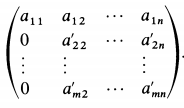 a₁₁ a₁₂ ⋯ a₁ₙ
0 a′₂₂ ⋯ a′₂ₙ
⋮ ⋮ ⋮
0 a′ₘ₂ ⋯ a′ₘₙ .